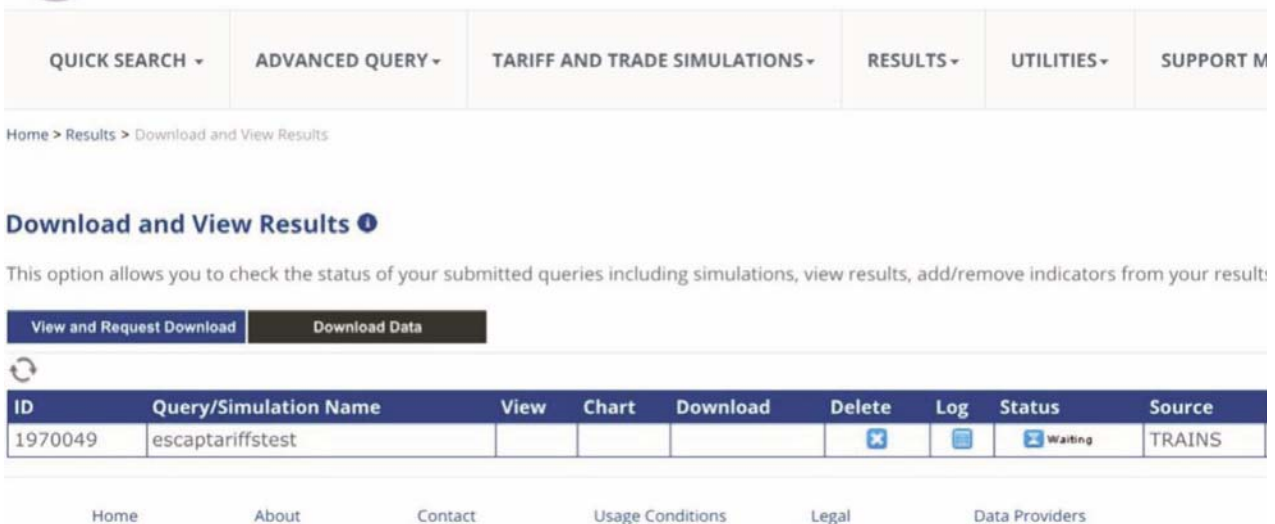 QUICK SEARCH ADVANCED QUERY TARIFF AND TRADE SIMULATIONS RESULTS UTILITIES SUPPORT M
Home > Results > Download and View Results
Download and View Results
This option allows you to check the status of your submitted queries including simulations, view results, add/remove indicators from your results
View and Request Download Download Data
ID Query/Simulation Name View Chart Download Delete Log Status Source
1970049 escaptariffstest Waiting TRAINS
Home About Contact Usage Conditions Legal Data Providers